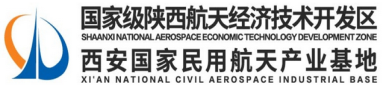 国家级陕西航天经济技术开发区
SHAANXI NATIONAL AEROSPACE ECONOMIC TECHNOLOGY DEVELOPMENT ZONE
西安国家民用航天产业基地
XI'AN NATIONAL CIVIL AEROSPACE INDUSTRIAL BASE